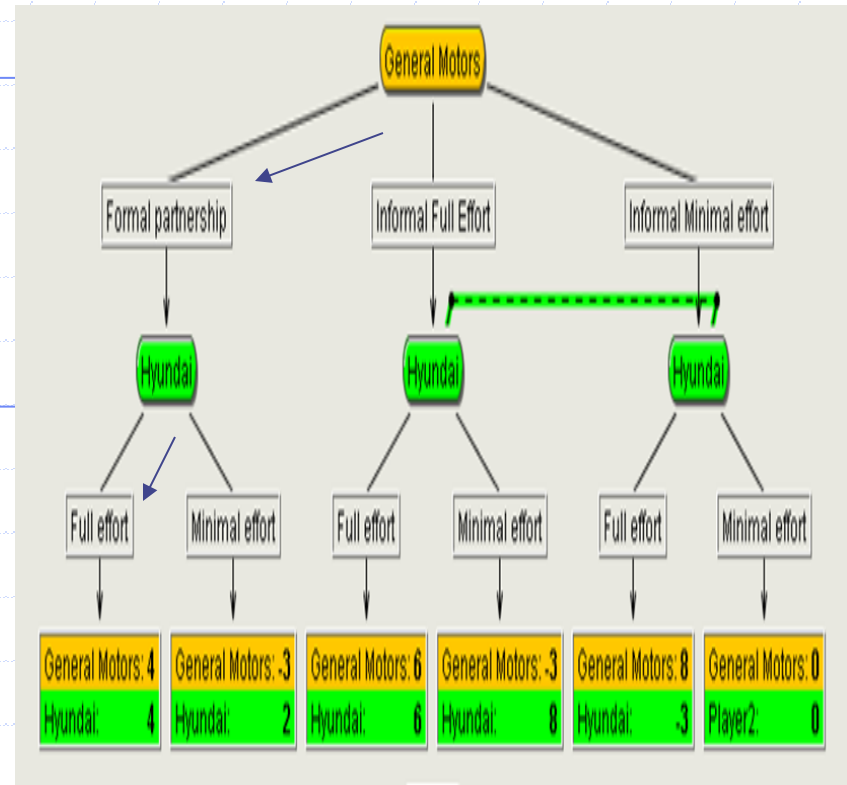 General Motors
Formal partnership
Informal Full Effort
Informal Minimal effort
Hyundai
Hyundai
Hyundai
Full effort
Minimal effort
Full effort
Minimal effort
Full effort
Minimal effort
General Motors: 4
General Motors: -3
General Motors: 6
General Motors: -3
General Motors: 8
General Motors: 0
Hyundai: 4
Hyundai: 2
Hyundai: 6
Hyundai: 8
Hyundai: -3
Player2: 0